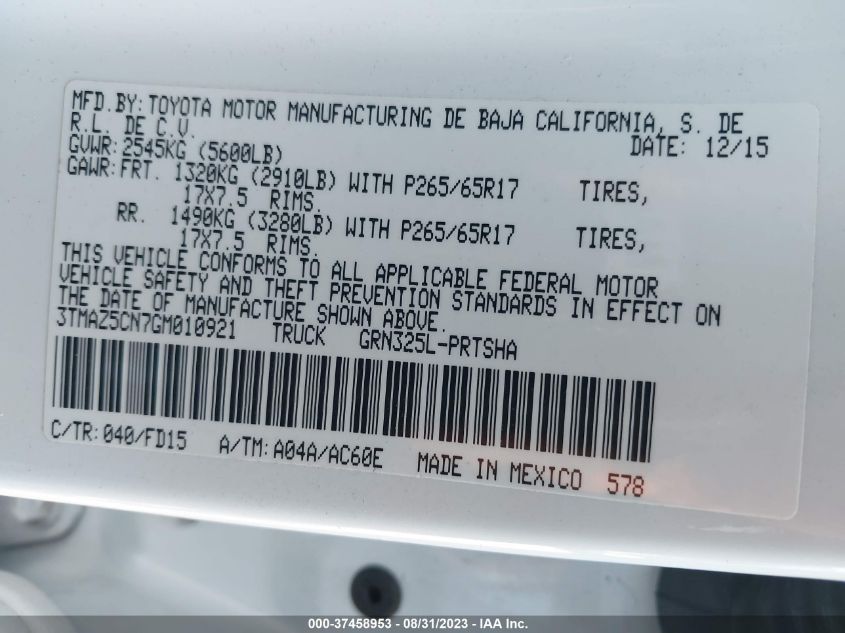 MFD.BY:TOYOTA MOTOR MANUFACTURING DE BAJA CALIFORNIA, S. DE
R.L. DE C.V. DATE: 12/15
GVWR:2545KG (5600LB)
GAWR:FRT. 1320KG (2910LB) WITH P265/65R17 TIRES,
17X7.5 RIMS.
RR. 1490KG (3280LB) WITH P265/65R17 TIRES,
17X7.5 RIMS.
THIS VEHICLE CONFORMS TO ALL APPLICABLE FEDERAL MOTOR
VEHICLE SAFETY AND THEFT PREVENTION STANDARDS IN EFFECT ON
THE DATE OF MANUFACTURE SHOWN ABOVE.
3TMAZ5CN7GM010921 TRUCK GRN325L-PRTSHA
C/TR:040/FD15 A/TM:A04A/AC60E MADE IN MEXICO 578
000-37458953 - 08/31/2023 - IAA Inc.